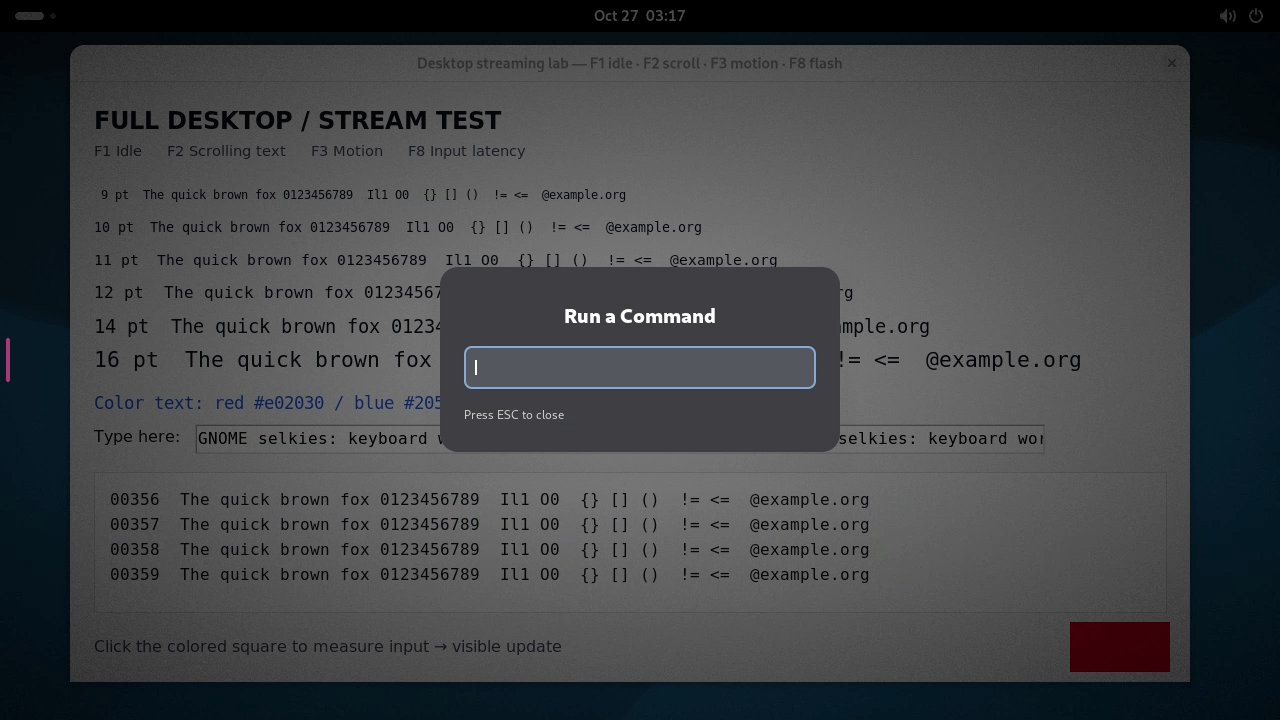 Oct 27 03:17
Desktop streaming lab — F1 idle · F2 scroll · F3 motion · F8 flash
FULL DESKTOP / STREAM TEST
F1 Idle F2 Scrolling text F3 Motion F8 Input latency
9 pt The quick brown fox 0123456789 Il1 O0 {} [] () != <= @example.org
10 pt The quick brown fox 0123456789 Il1 O0 {} [] () != <= @example.org
11 pt The quick brown fox 0123456789 Il1 O0 {} [] () != <= @example.org
12 pt The quick brown fox 01234567 rg
14 pt The quick brown fox 01234 mple.org
16 pt The quick brown fox != <= @example.org
Color text: red #e02030 / blue #205
Type here: GNOME selkies: keyboard selkies: keyboard wor
Run a Command
Press ESC to close
00356 The quick brown fox 0123456789 Il1 O0 {} [] () != <= @example.org
00357 The quick brown fox 0123456789 Il1 O0 {} [] () != <= @example.org
00358 The quick brown fox 0123456789 Il1 O0 {} [] () != <= @example.org
00359 The quick brown fox 0123456789 Il1 O0 {} [] () != <= @example.org
Click the colored square to measure input → visible update